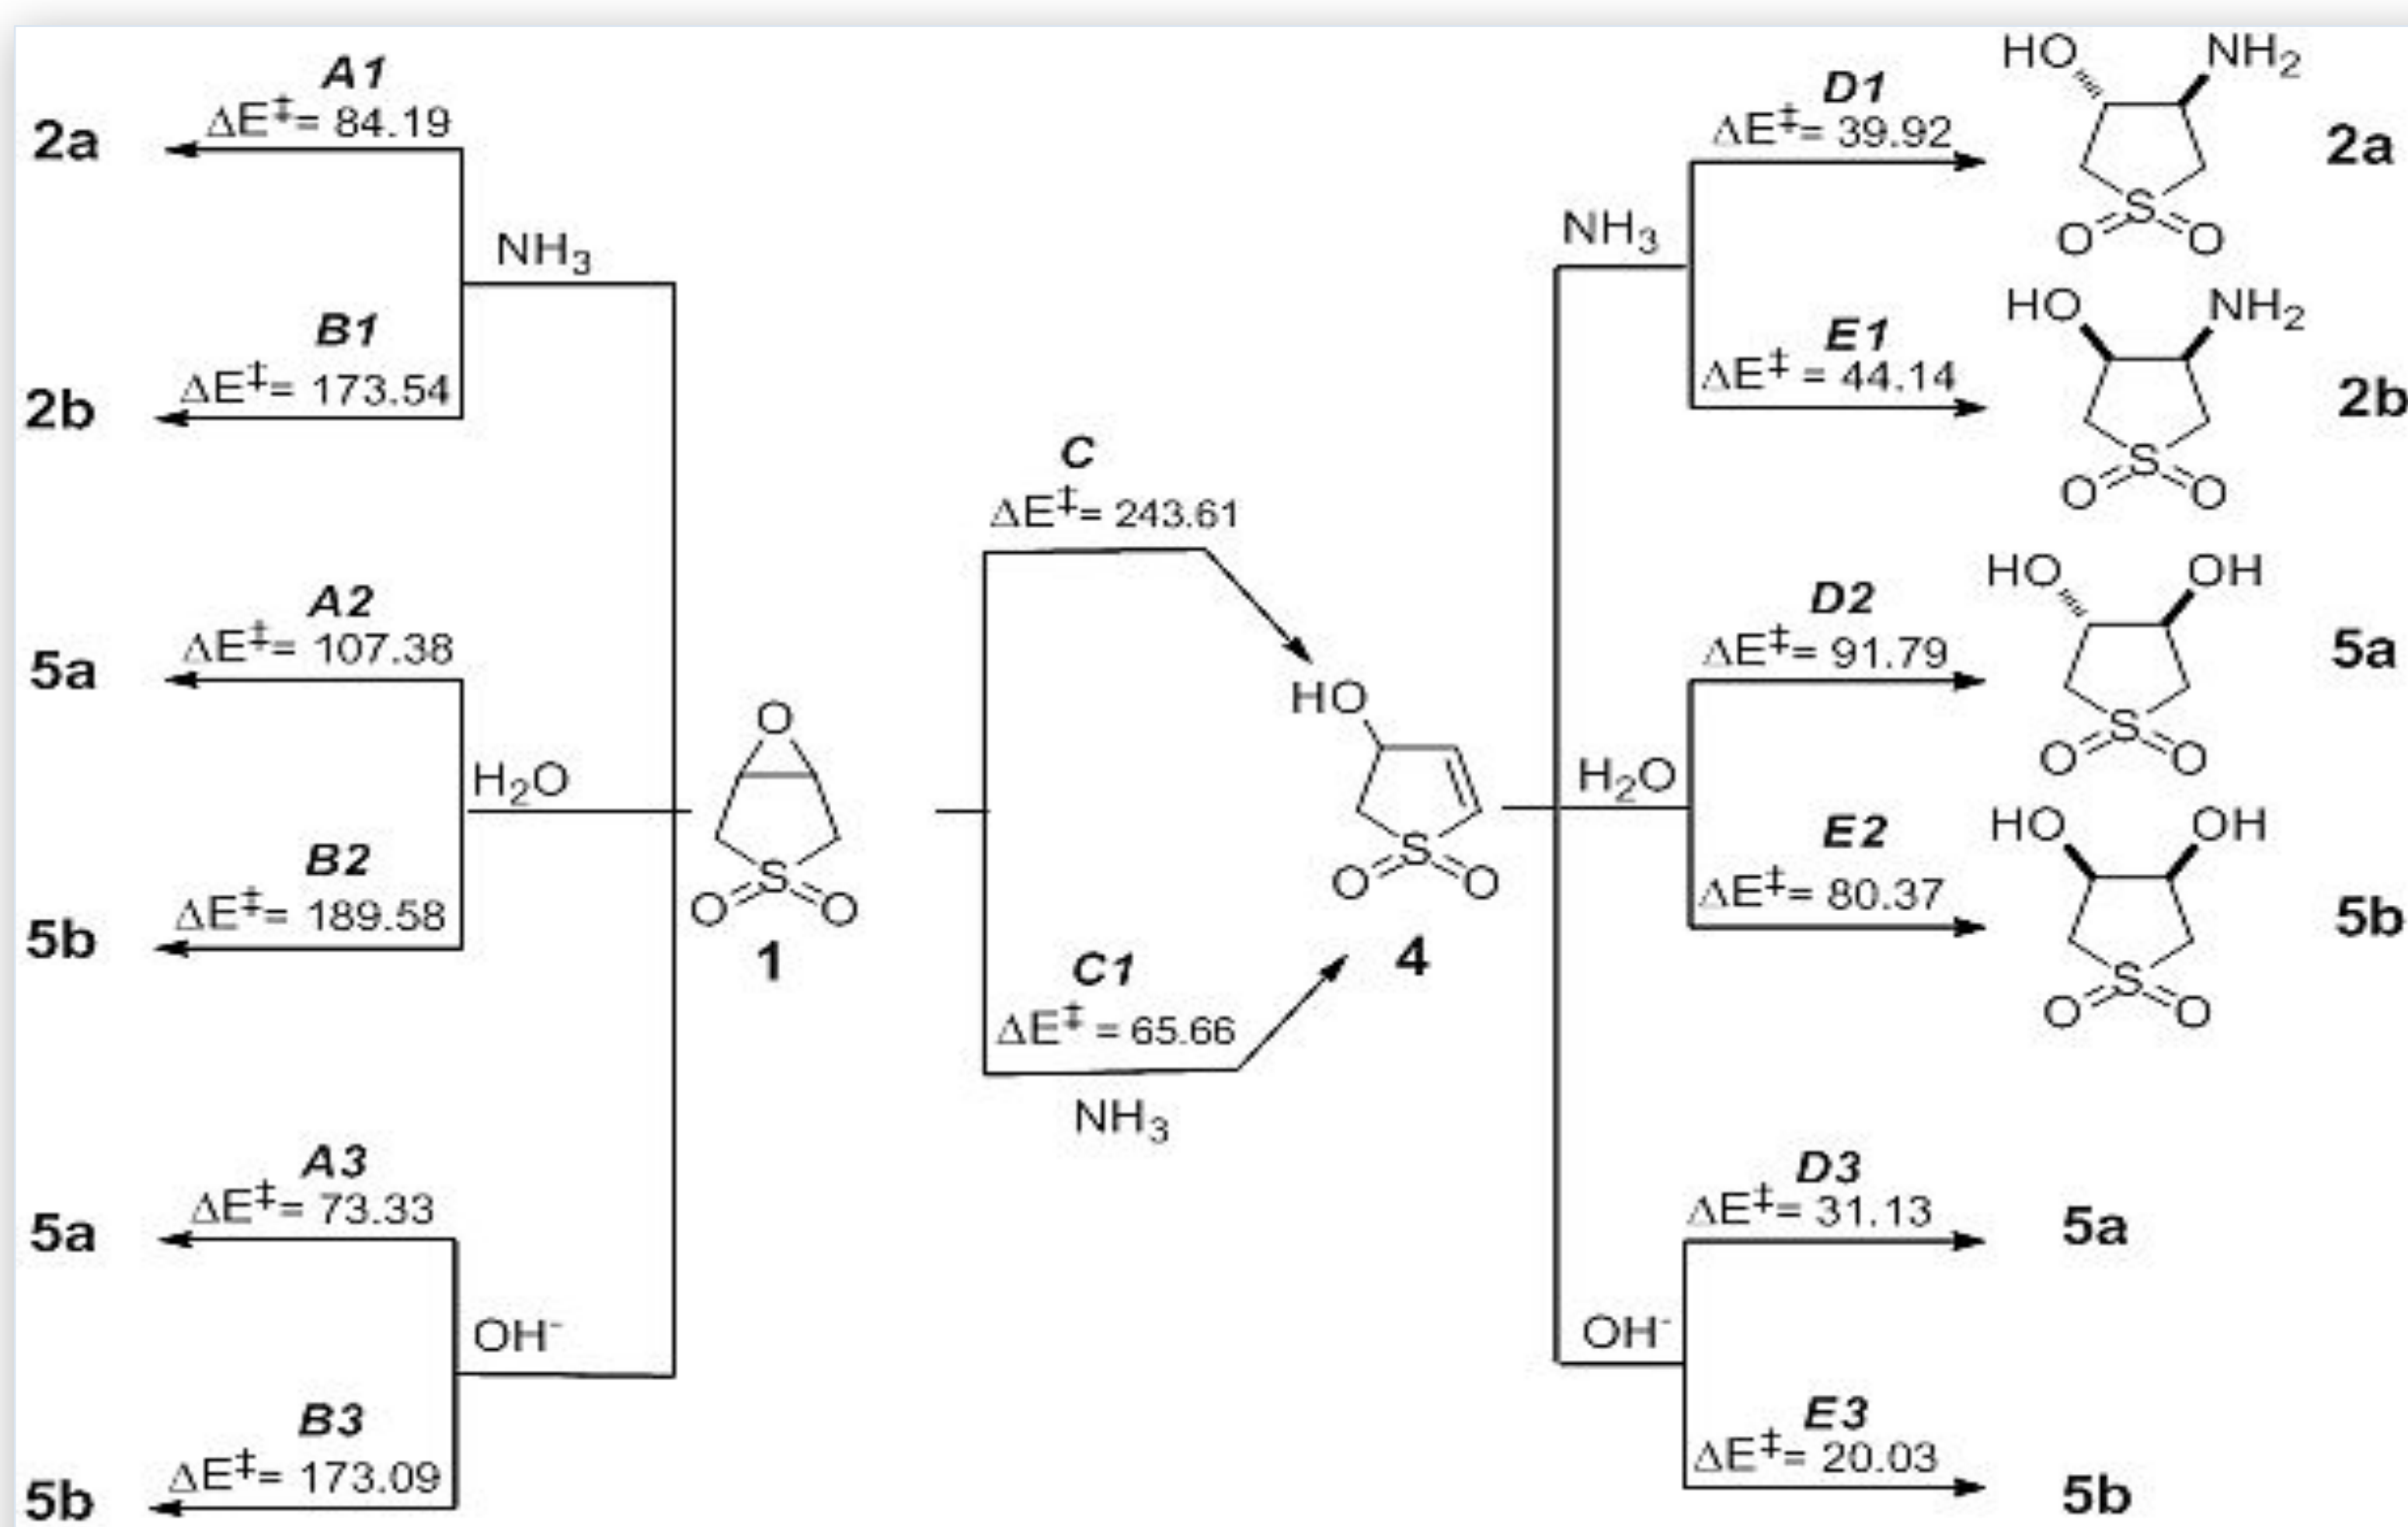 A1
ΔE‡= 84.19
2a
NH3
B1
ΔE‡= 173.54
2b
A2
ΔE‡= 107.38
5a
H2O
B2
ΔE‡= 189.58
5b
A3
ΔE‡= 73.33
5a
OH-
B3
ΔE‡= 173.09
5b
O
S
O
O
1
C
ΔE‡= 243.61
C1
ΔE‡ = 65.66
NH3
HO
S
O
O
4
NH3
D1
ΔE‡= 39.92
HO
NH2
S
O
O
2a
E1
ΔE‡ = 44.14
HO
NH2
S
O
O
2b
H2O
D2
ΔE‡= 91.79
HO
OH
S
O
O
5a
E2
ΔE‡= 80.37
HO
OH
S
O
O
5b
OH-
D3
ΔE‡= 31.13
5a
E3
ΔE‡= 20.03
5b